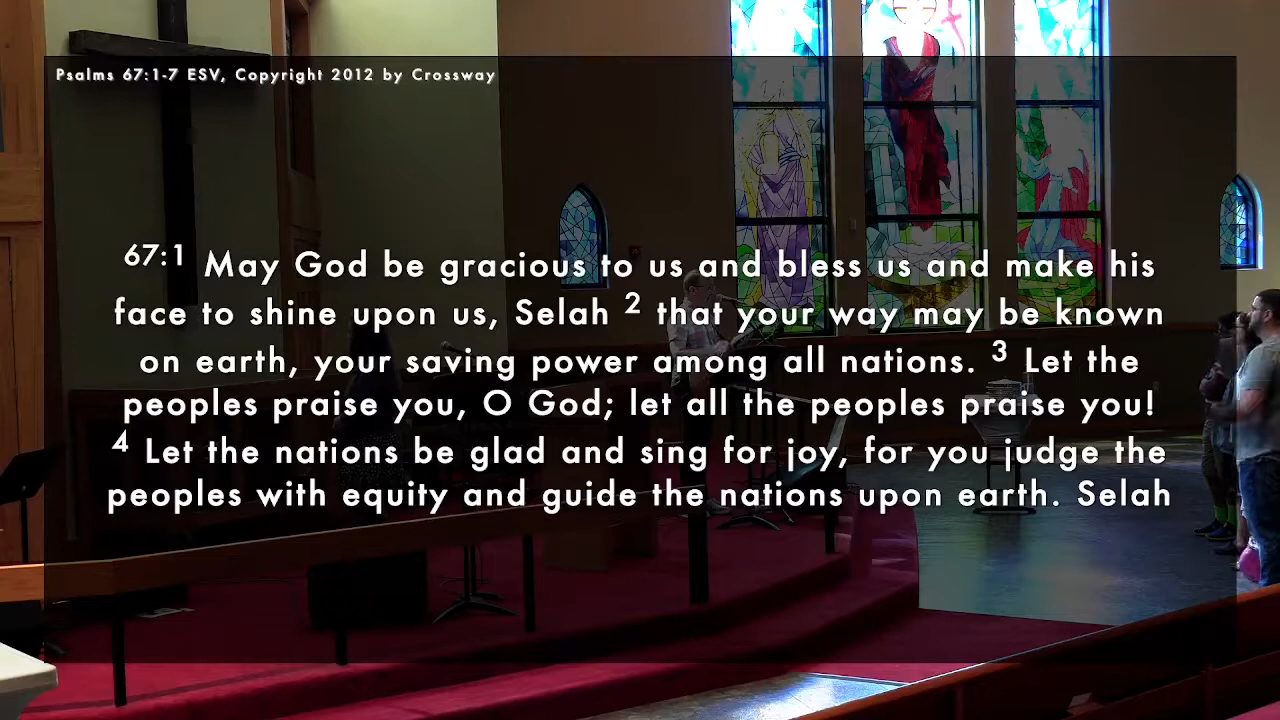 Psalms 67:1-7 ESV, Copyright 2012 by Crossway
67:1 May God be gracious to us and bless us and make his
face to shine upon us, Selah 2 that your way may be known
on earth, your saving power among all nations. 3 Let the
peoples praise you, O God; let all the peoples praise you!
4 Let the nations be glad and sing for joy, for you judge the
peoples with equity and guide the nations upon earth. Selah